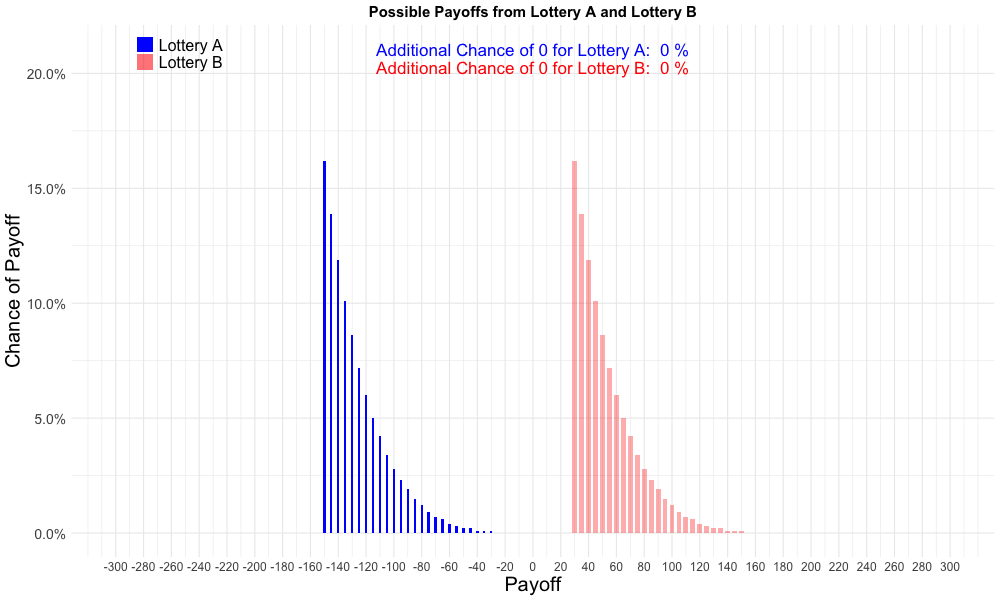 Possible Payoffs from Lottery A and Lottery B
Lottery A
Lottery B
Additional Chance of 0 for Lottery A:  0 %
Additional Chance of 0 for Lottery B:  0 %
Chance of Payoff
20.0%
15.0%
10.0%
5.0%
0.0%
-300 -280 -260 -240 -220 -200 -180 -160 -140 -120 -100 -80 -60 -40 -20 0 20 40 60 80 100 120 140 160 180 200 220 240 260 280 300
Payoff